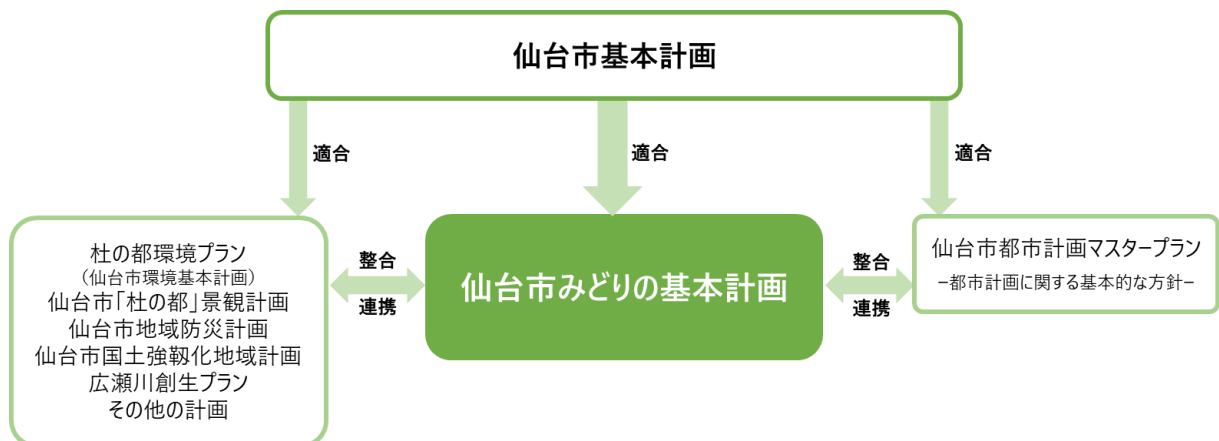 仙台市基本計画
適合
適合
適合
杜の都環境プラン
（仙台市環境基本計画）
仙台市「杜の都」景観計画
仙台市地域防災計画
仙台市国土強靱化地域計画
広瀬川創生プラン
その他の計画
整合
連携
仙台市みどりの基本計画
整合
連携
仙台市都市計画マスタープラン
−都市計画に関する基本的な方針−